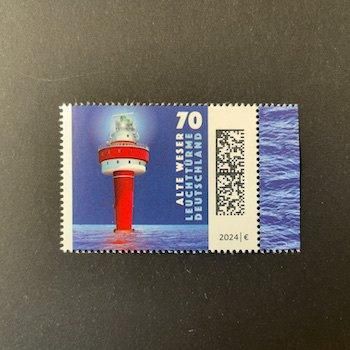 70
ALTE WESER
LEUCHTTÜRME
DEUTSCHLAND
2024 | €